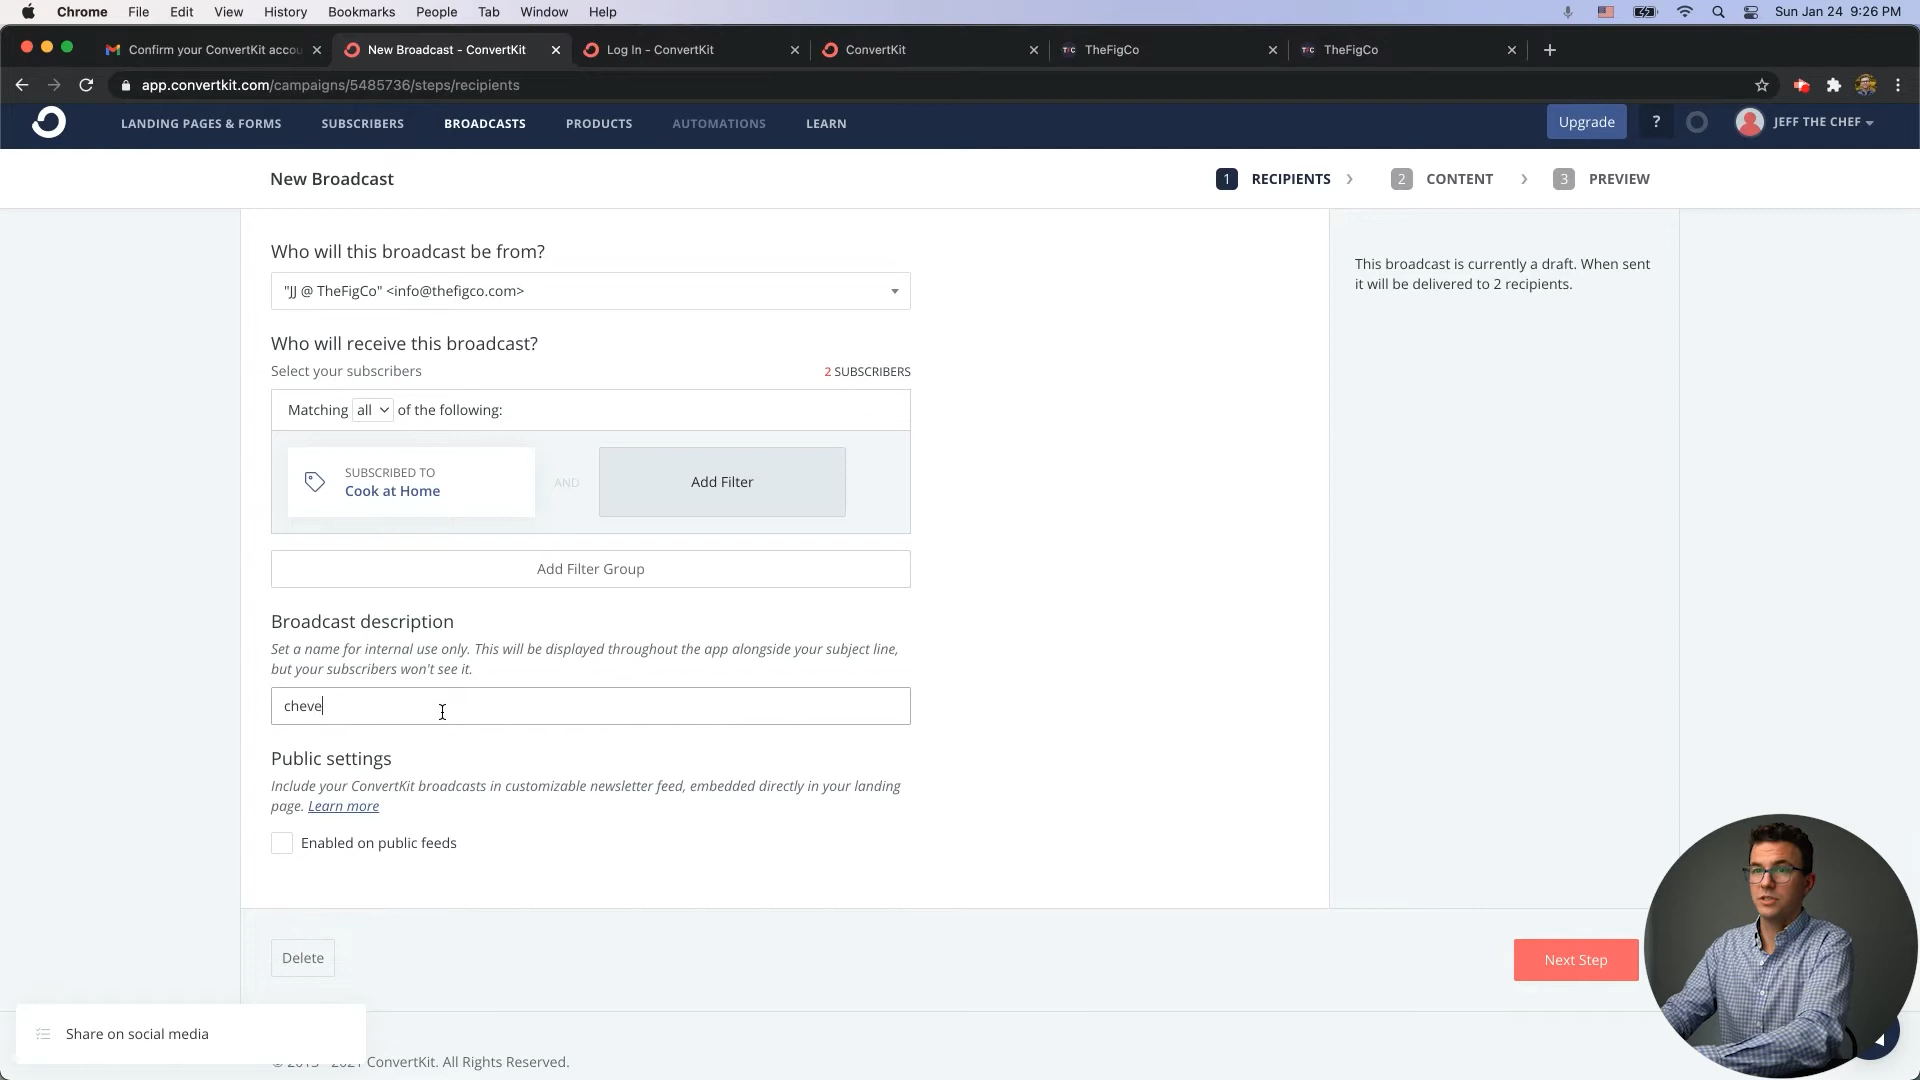 Chrome File Edit View History Bookmarks People Tab Window Help Sun Jan 24 9:26 PM
Confirm your ConvertKit accou New Broadcast - ConvertKit Log In - ConvertKit ConvertKit TFC TheFigCo TFC TheFigCo
app.convertkit.com/campaigns/5485736/steps/recipients
LANDING PAGES & FORMS SUBSCRIBERS BROADCASTS PRODUCTS AUTOMATIONS LEARN Upgrade ? JEFF THE CHEF
New Broadcast 1 RECIPIENTS 2 CONTENT 3 PREVIEW
Who will this broadcast be from?
"JJ @ TheFigCo" <info@thefigco.com>
This broadcast is currently a draft. When sent
it will be delivered to 2 recipients.
Who will receive this broadcast?
Select your subscribers 2 SUBSCRIBERS
Matching all of the following:
SUBSCRIBED TO
Cook at Home
AND
Add Filter
Add Filter Group
Broadcast description
Set a name for internal use only. This will be displayed throughout the app alongside your subject line,
but your subscribers won't see it.
cheve
Public settings
Include your ConvertKit broadcasts in customizable newsletter feed, embedded directly in your landing
page. Learn more
Enabled on public feeds
Delete Next Step
Share on social media
ConvertKit. All Rights Reserved.